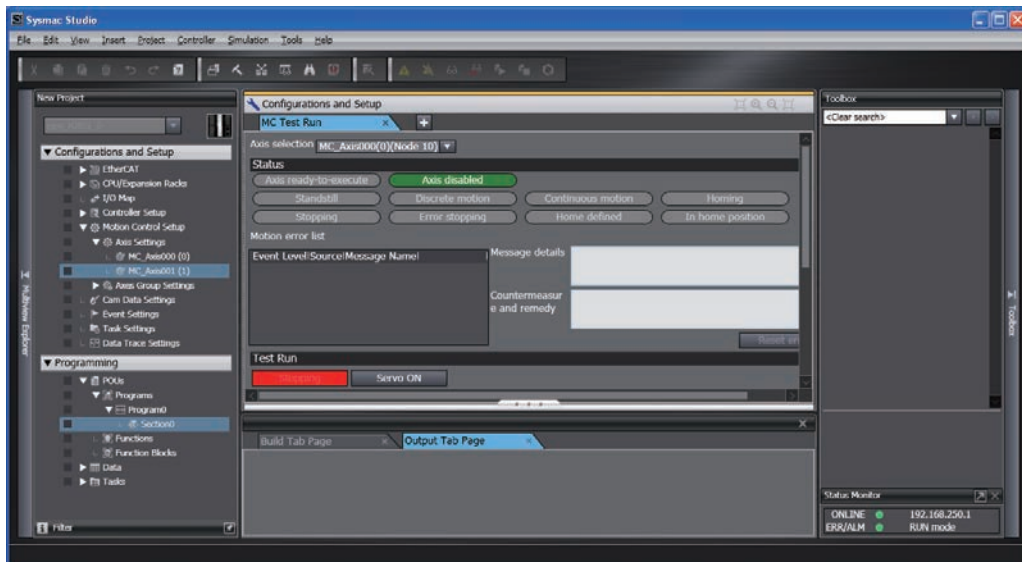 Sysmac Studio
File Edit View Insert Project Controller Simulation Tools Help
New Project
Configurations and Setup
EtherCAT
CPU/Expansion Racks
I/O Map
Controller Setup
Motion Control Setup
Axis Settings
MC_Axis000 (0)
MC_Axis001 (1)
Axes Group Settings
Cam Data Settings
Event Settings
Task Settings
Data Trace Settings
Programming
POUs
Programs
Program0
Section0
Functions
Function Blocks
Data
Tasks
Filter
Multiview Explorer
Configurations and Setup
MC Test Run
Axis selection MC_Axis000(0)(Node 10)
Status
Axis ready-to-execute Axis disabled
Standstill Discrete motion Continuous motion Homing
Stopping Error stopping Home defined In home position
Motion error list
Event Level|Source|Message Name|
Message details
Countermeasur
e and remedy
Reset err
Test Run
Stopping Servo ON
Build Tab Page Output Tab Page
Toolbox
<Clear search>
Toolbox
Status Monitor
ONLINE 192.168.250.1
ERR/ALM RUN mode